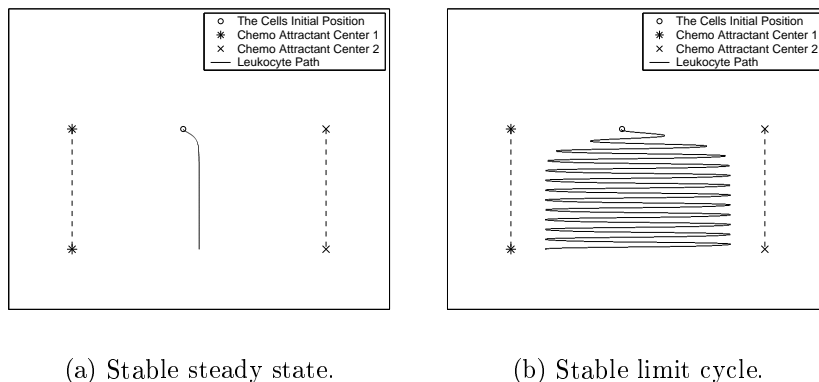 The Cells Initial Position
Chemo Attractant Center 1
Chemo Attractant Center 2
Leukocyte Path
The Cells Initial Position
Chemo Attractant Center 1
Chemo Attractant Center 2
Leukocyte Path
(a) Stable steady state.
(b) Stable limit cycle.